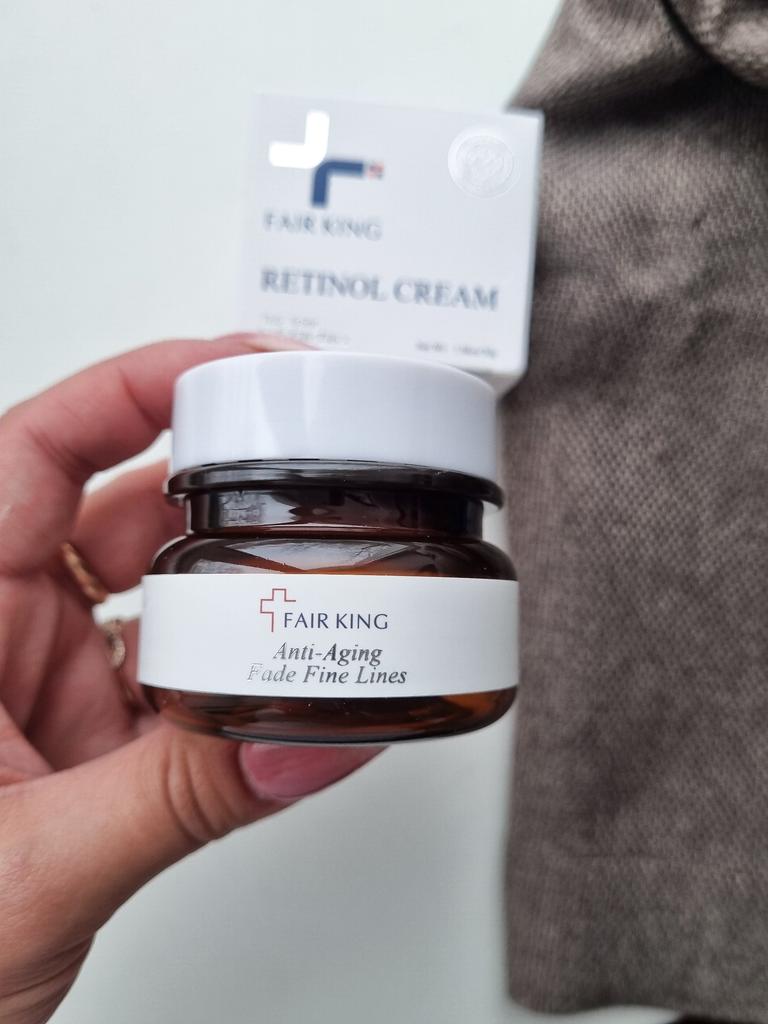 FAIR KING
RETINOL CREAM
FAIR KING
Anti-Aging
Fade Fine Lines